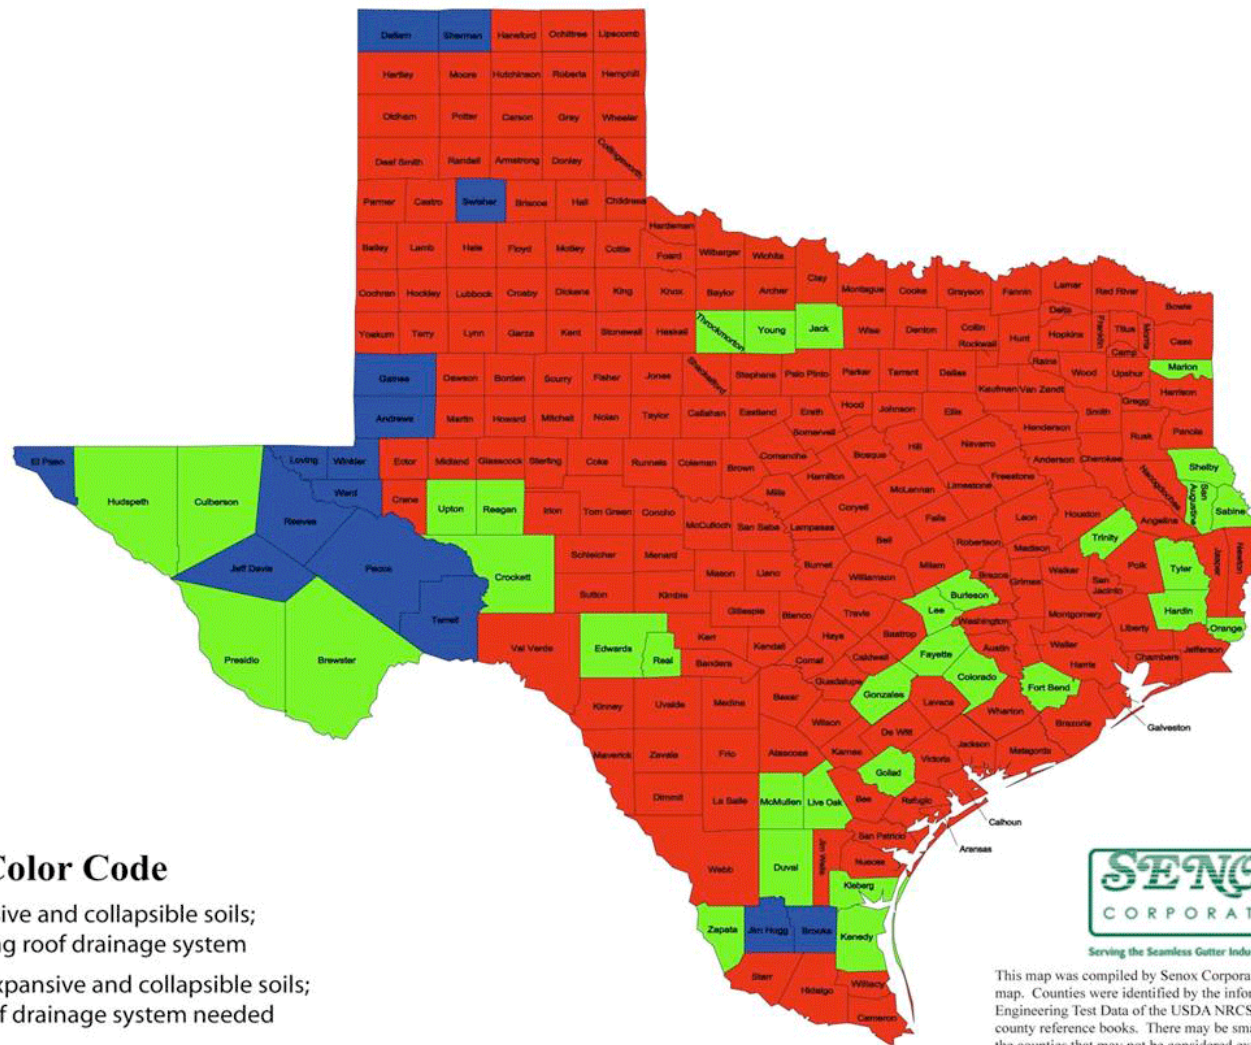 Dallam Sherman Hansford Ochiltree Lipscomb
Hartley Moore Hutchinson Roberts Hemphill
Oldham Potter Carson Gray Wheeler
Deaf Smith Randall Armstrong Donley Collingsworth
Parmer Castro Swisher Briscoe Hall Childress
Hardeman
Bailey Lamb Hale Floyd Motley Cottle Foard Wilbarger Wichita
Clay
Cochran Hockley Lubbock Crosby Dickens King Knox Baylor Archer Montague Cooke Grayson Fannin Lamar Red River Bowie
Delta
Yoakum Terry Lynn Garza Kent Stonewall Haskell Throckmorton Young Jack Wise Denton Collin Rockwall Hunt Hopkins Franklin Titus Morris Camp Cass
Rains Marion
Gaines Dawson Borden Scurry Fisher Jones Shackelford Stephens Palo Pinto Parker Tarrant Dallas Kaufman Van Zandt Wood Upshur Harrison
Gregg
Andrews Martin Howard Mitchell Nolan Taylor Callahan Eastland Erath Hood Johnson Ellis Smith
Somervell Henderson Rusk Panola
El Paso Loving Winkler Ector Midland Glasscock Sterling Coke Runnels Coleman Brown Comanche Bosque Hill Navarro Anderson Cherokee Shelby
Hudspeth Culberson Ward Crane Upton Reagan Irion Tom Green Concho Mills Hamilton McLennan Limestone Freestone Nacogdoches San Augustine Sabine
Reeves McCulloch San Saba Lampasas Coryell Falls Leon Houston Angelina
Jeff Davis Pecos Crockett Schleicher Menard Bell Robertson Madison Trinity
Mason Llano Burnet Williamson Milam Brazos Grimes Walker San Jacinto Polk Tyler Jasper Newton
Terrell Sutton Kimble Gillespie Blanco Travis Lee Burleson Washington Montgomery Liberty Hardin Orange
Presidio Brewster Val Verde Edwards Real Kerr Bandera Kendall Hays Comal Caldwell Bastrop Fayette Austin Waller Harris Chambers Jefferson
Kinney Uvalde Medina Bexar Guadalupe Gonzales Lavaca Colorado Wharton Fort Bend Brazoria
Galveston
Maverick Zavala Frio Atascosa Wilson Karnes De Witt Victoria Jackson Matagorda
Dimmit La Salle McMullen Live Oak Bee Goliad Refugio
Calhoun
Webb Duval Jim Wells San Patricio Nueces
Aransas
Kleberg
Zapata Jim Hogg Brooks Kenedy
Starr Hidalgo Willacy
Cameron
Color Code
sive and collapsible soils;
ng roof drainage system
xpansive and collapsible soils;
f drainage system needed
SENO
CORPORAT
Serving the Seamless Gutter Indu
This map was compiled by Senox Corpora
map. Counties were identified by the infor
Engineering Test Data of the USDA NRCS
county reference books. There may be sma